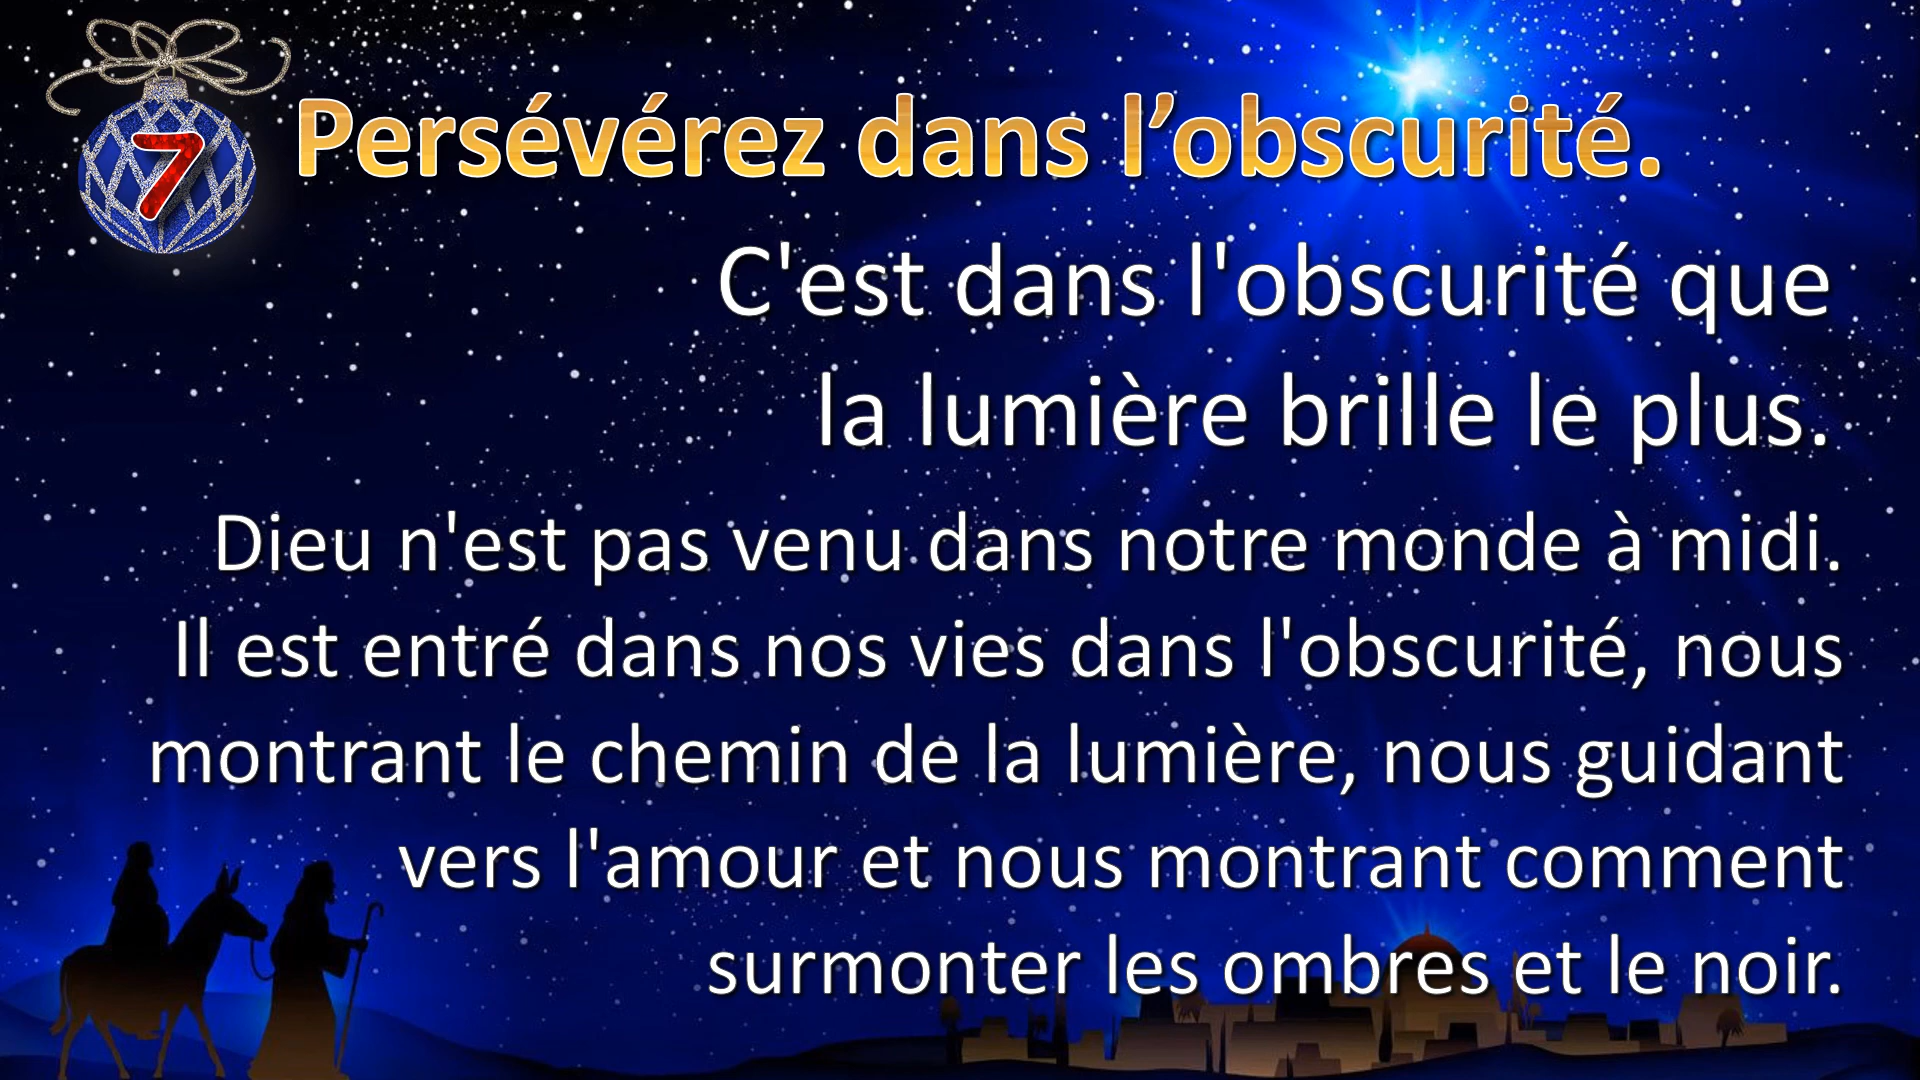 7
Persévérez dans l’obscurité.
C'est dans l'obscurité que
la lumière brille le plus.
Dieu n'est pas venu dans notre monde à midi.
Il est entré dans nos vies dans l'obscurité, nous
montrant le chemin de la lumière, nous guidant
vers l'amour et nous montrant comment
surmonter les ombres et le noir.